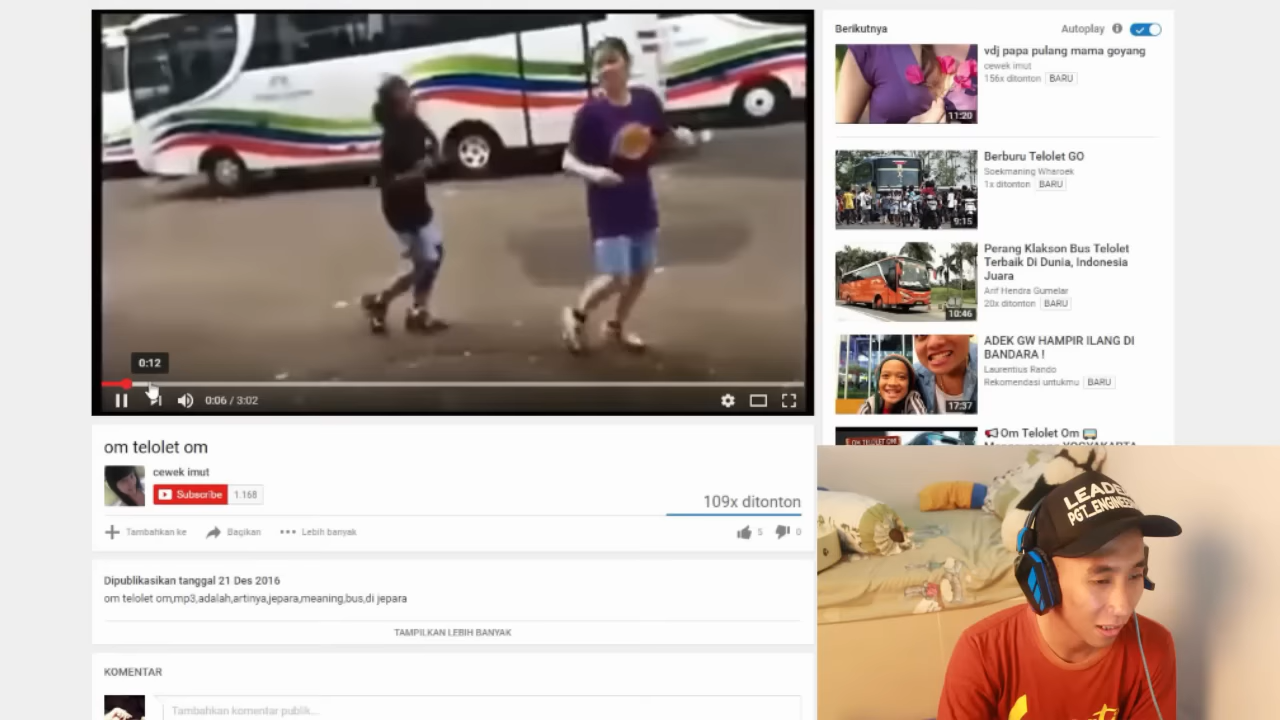 0:12
0:06 / 3:02
om telolet om
cewek imut
Subscribe 1.168
109x ditonton
Tambahkan ke Bagikan Lebih banyak 5 0
Dipublikasikan tanggal 21 Des 2016
om telolet om,mp3,adalah,artinya,jepara,meaning,bus,di jepara
TAMPILKAN LEBIH BANYAK
KOMENTAR
Tambahkan komentar publik...
Berikutnya
Autoplay
vdj papa pulang mama goyang
cewek imut
156x ditonton BARU
11:20
Berburu Telolet GO
Soekmaning Wharoek
1x ditonton BARU
9:15
Perang Klakson Bus Telolet
Terbaik Di Dunia, Indonesia
Juara
Arif Hendra Gumelar
20x ditonton BARU
10:46
ADEK GW HAMPIR ILANG DI
BANDARA !
Laurentius Rando
Rekomendasi untukmu BARU
17:37
Om Telolet Om
OM TELOLET OM
LEADER
PGT_ENGINEER